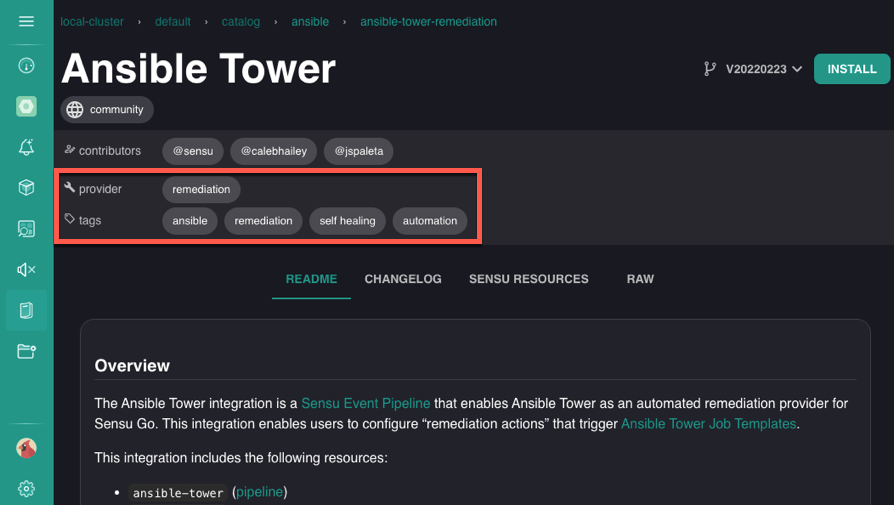 local-cluster › default › catalog › ansible › ansible-tower-remediation
Ansible Tower
V20220223
INSTALL
community
contributors @sensu @calebhailey @jspaleta
provider remediation
tags ansible remediation self healing automation
README CHANGELOG SENSU RESOURCES RAW
Overview
The Ansible Tower integration is a Sensu Event Pipeline that enables Ansible Tower as an automated remediation provider for
Sensu Go. This integration enables users to configure “remediation actions” that trigger Ansible Tower Job Templates.
This integration includes the following resources:
• ansible-tower (pipeline)